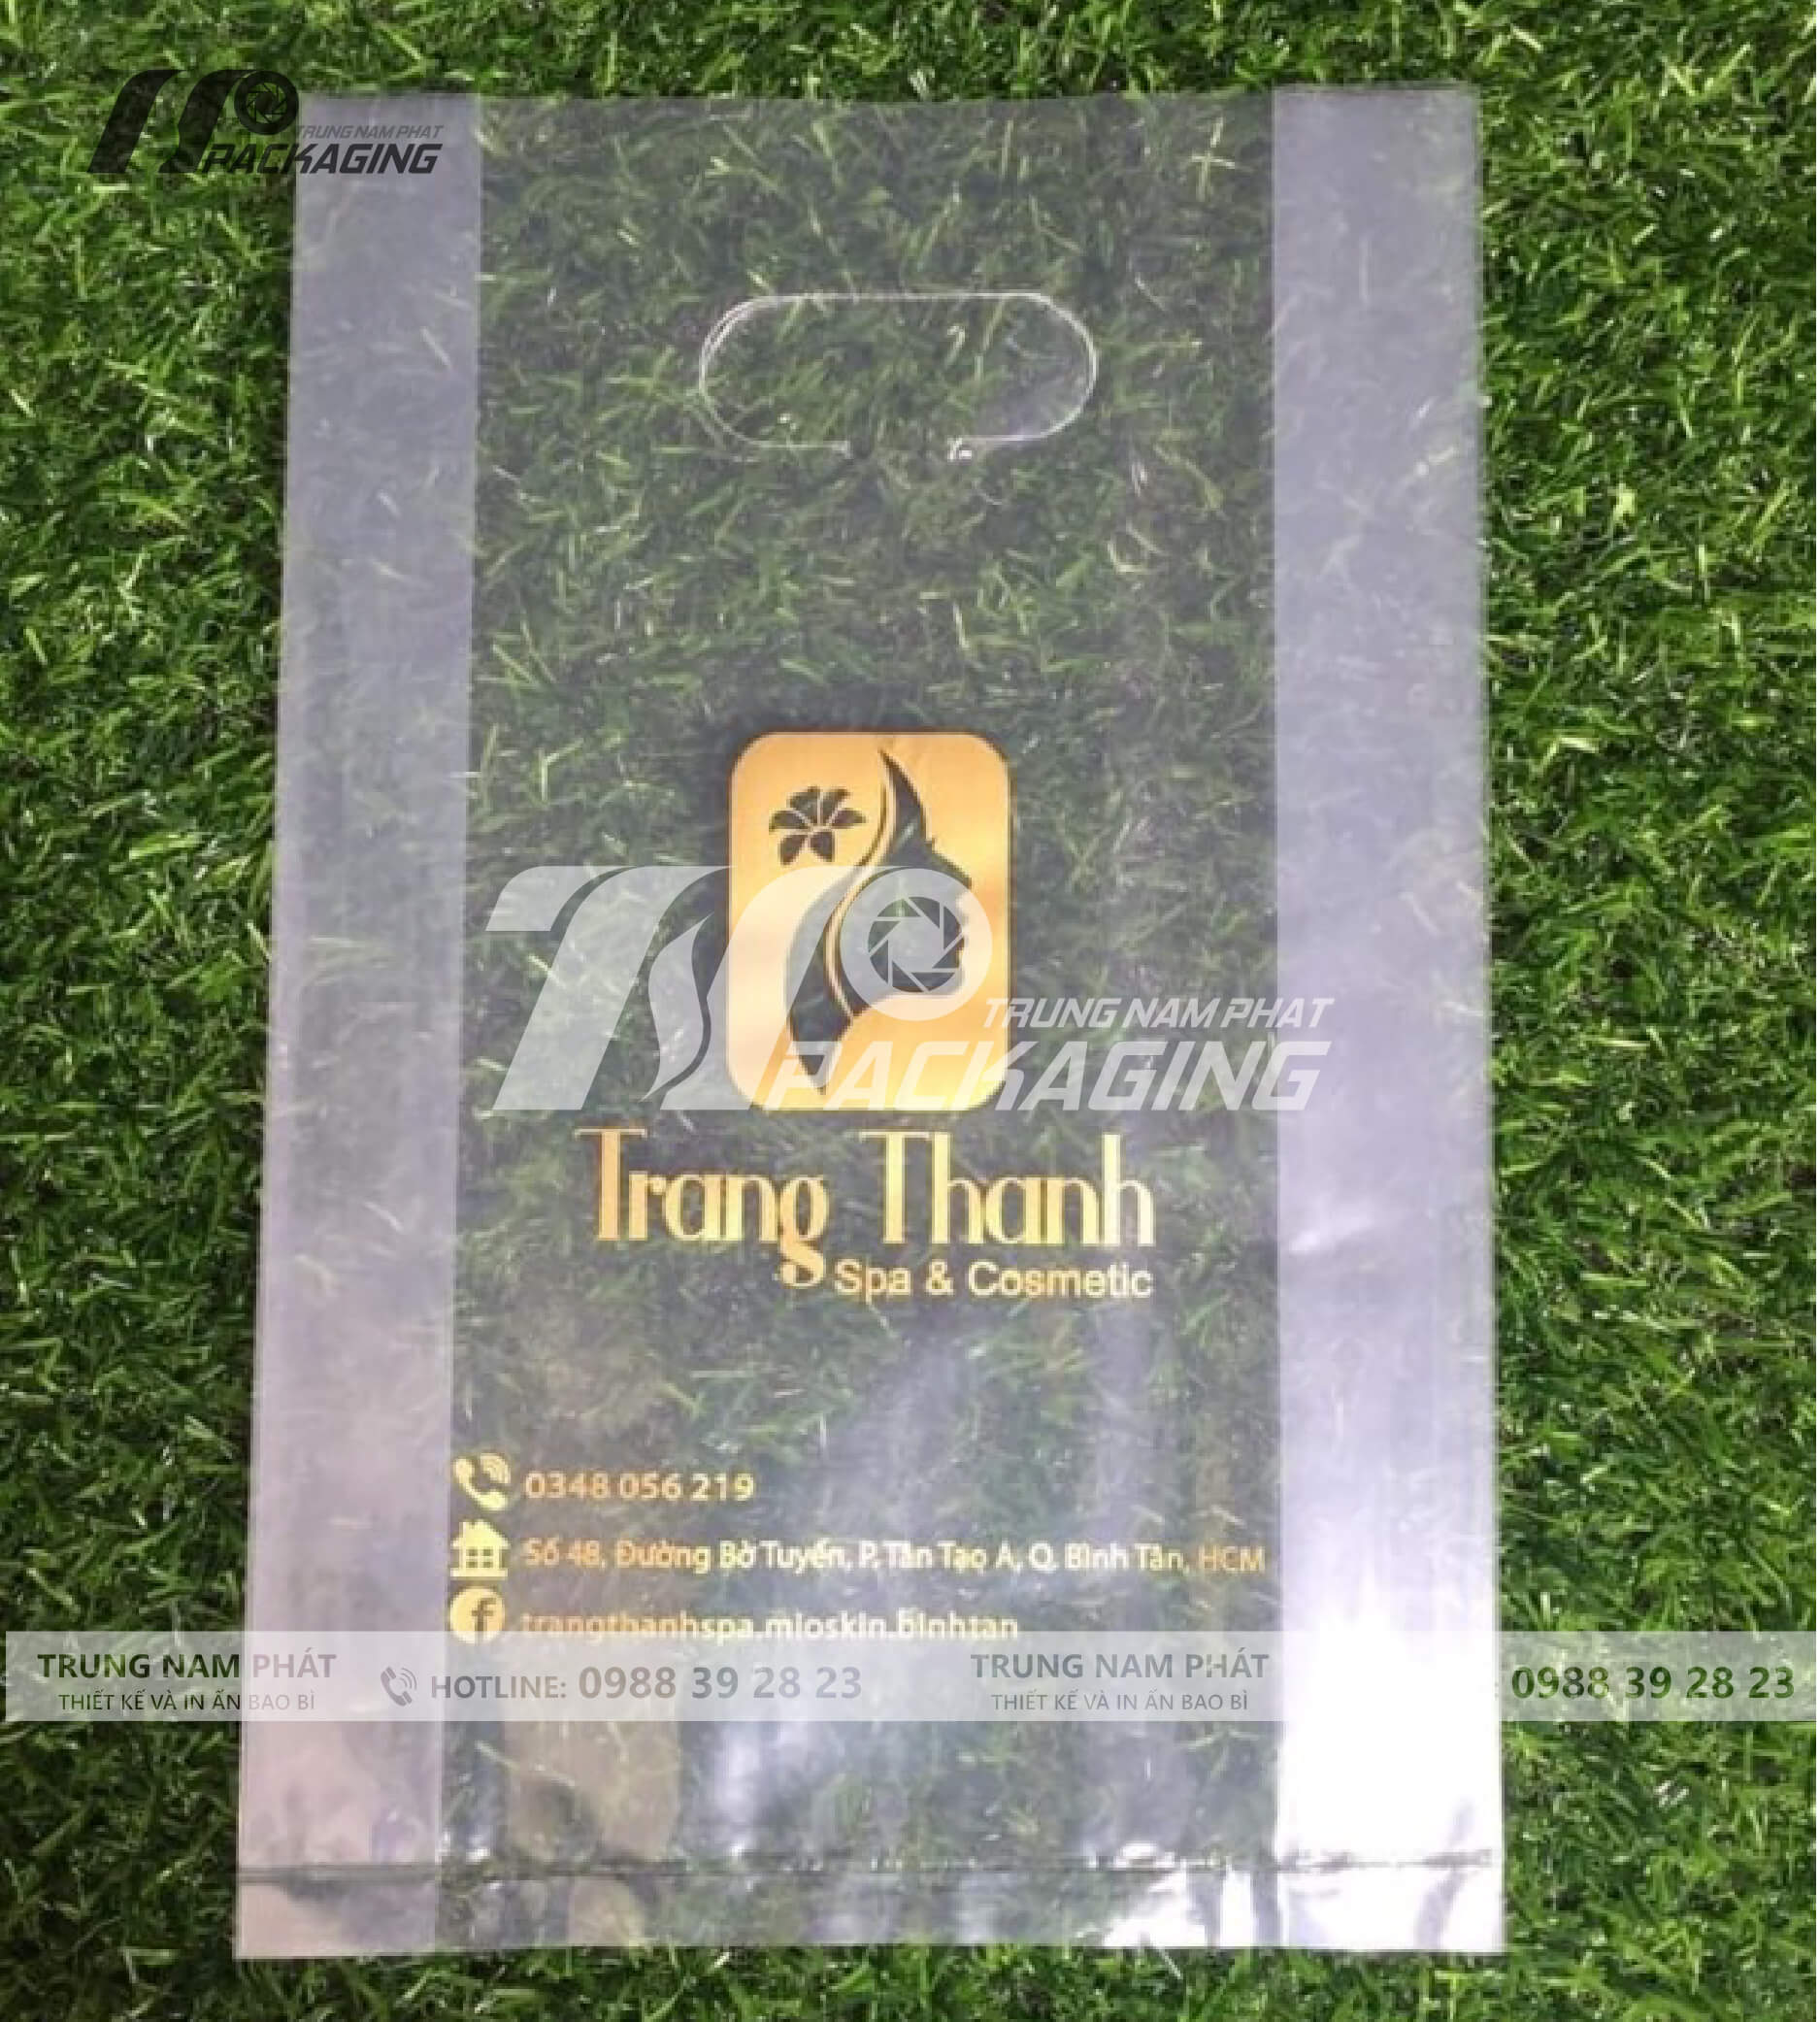 TRUNG NAM PHAT
PACKAGING
TRUNG NAM PHAT
PACKAGING
Trang Thanh
Spa & Cosmetic
0348 056 219
Số 48, Đường Bờ Tuyến, P. Tân Tạo A, Q. Bình Tân, HCM
f trangthanhspa.mioskin.binhtan
TRUNG NAM PHÁT HOTLINE: 0988 39 28 23 TRUNG NAM PHÁT 0988 39 28 23
THIẾT KẾ VÀ IN ẤN BAO BÌ THIẾT KẾ VÀ IN ẤN BAO BÌ